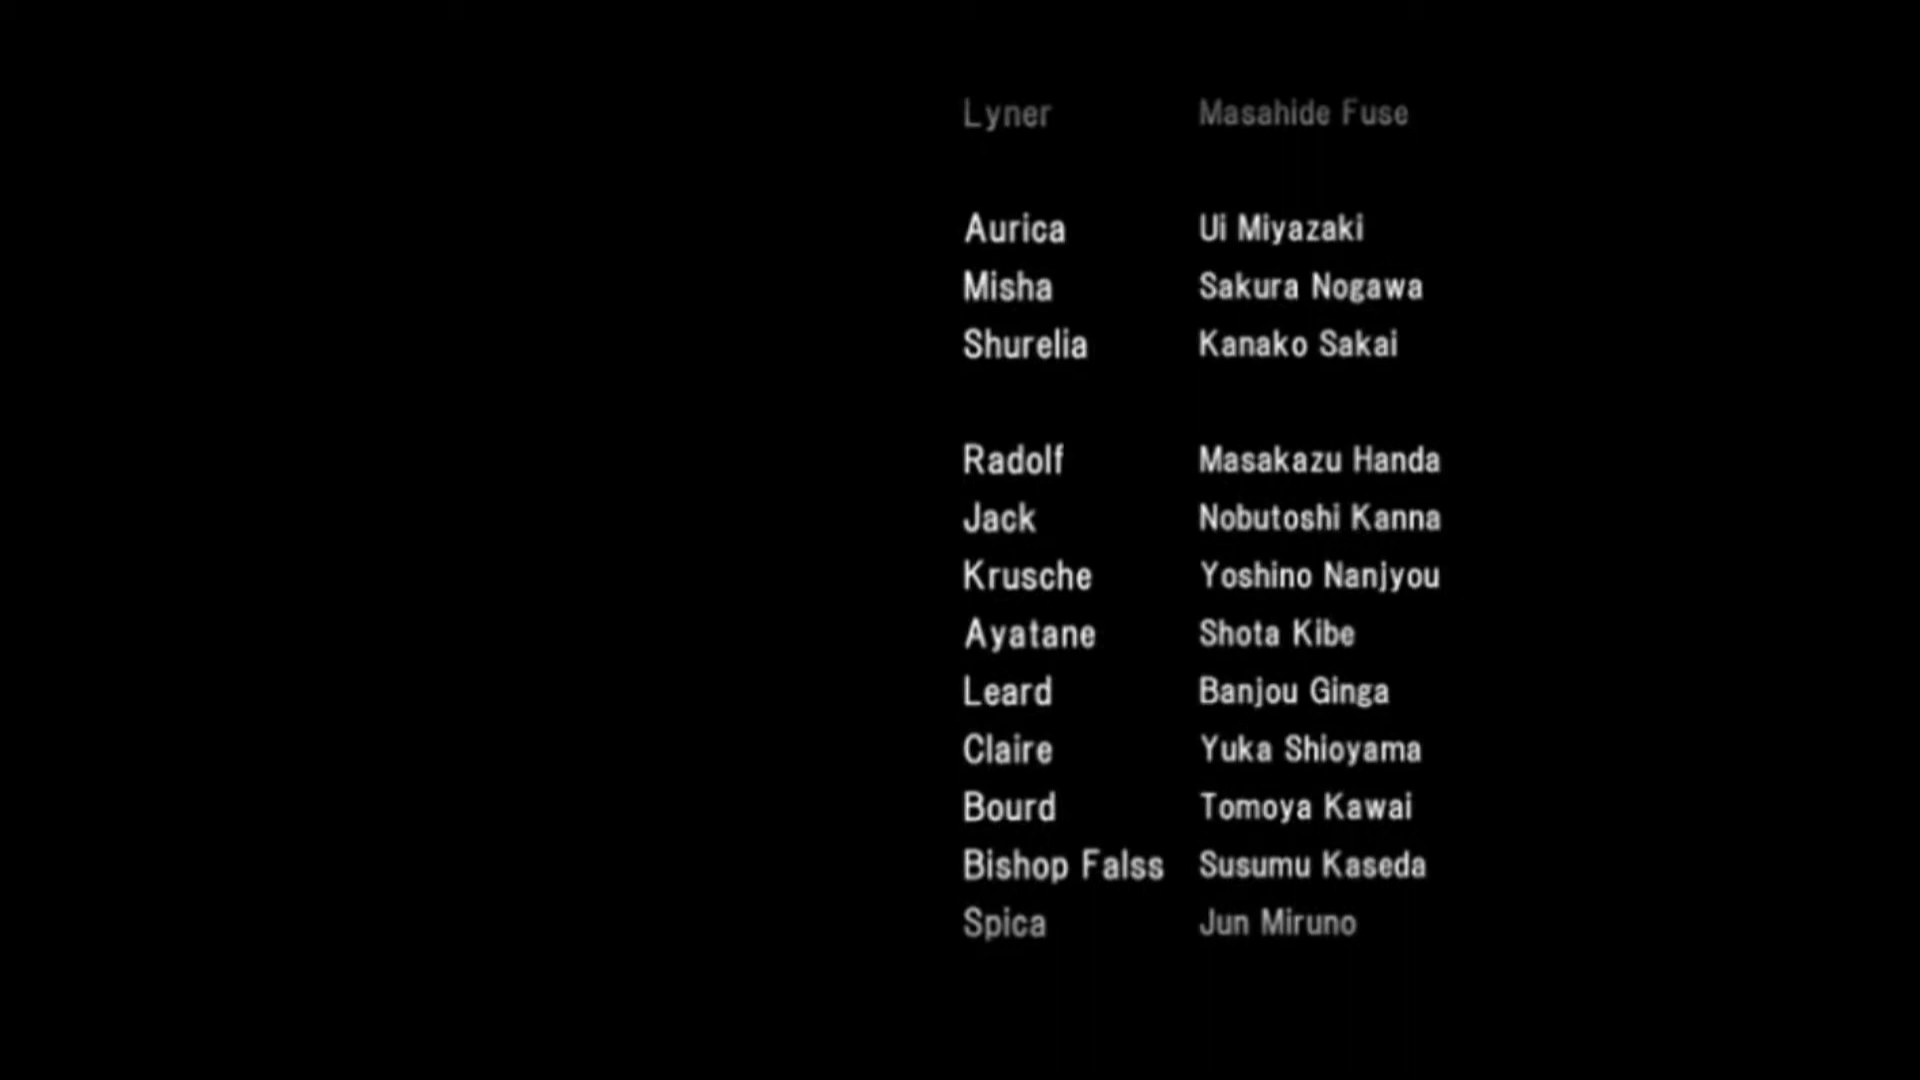 Lyner Masahide Fuse
Aurica Ui Miyazaki
Misha Sakura Nogawa
Shurelia Kanako Sakai
Radolf Masakazu Handa
Jack Nobutoshi Kanna
Krusche Yoshino Nanjyou
Ayatane Shota Kibe
Leard Banjou Ginga
Claire Yuka Shioyama
Bourd Tomoya Kawai
Bishop Falss Susumu Kaseda
Spica Jun Miruno